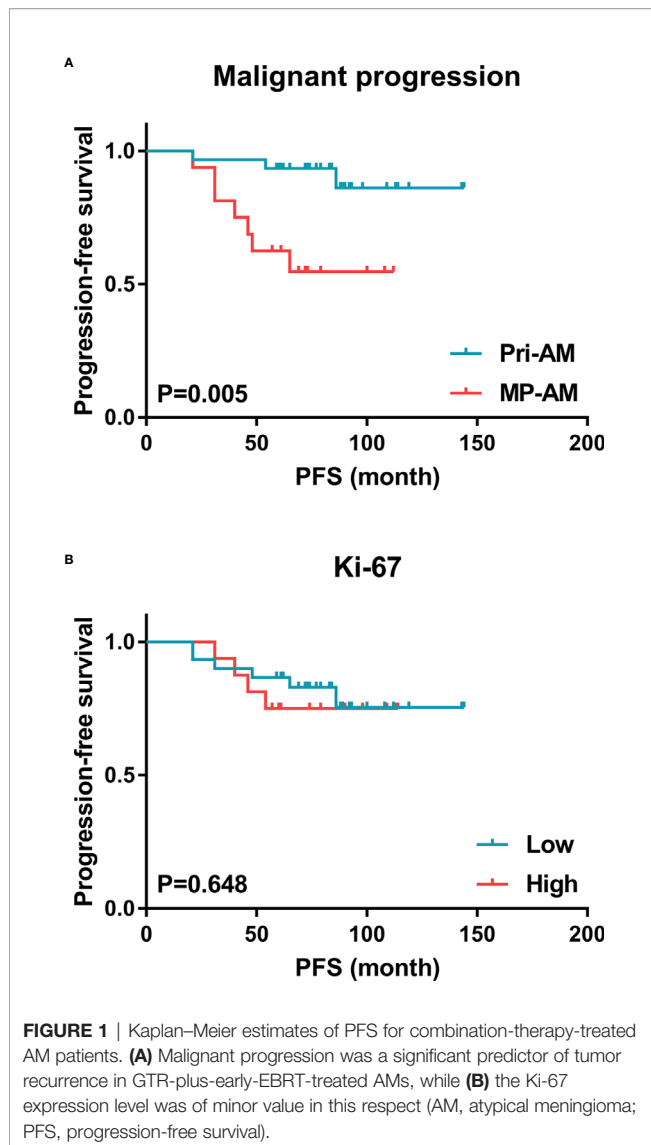 A
Malignant progression
Progression-free survival
1.0
0.5
0.0
Pri-AM
MP-AM
P=0.005
0 50 100 150 200
PFS (month)
B
Ki-67
Progression-free survival
1.0
0.5
0.0
Low
High
P=0.648
0 50 100 150 200
PFS (month)
FIGURE 1 | Kaplan–Meier estimates of PFS for combination-therapy-treated
AM patients. (A) Malignant progression was a significant predictor of tumor
recurrence in GTR-plus-early-EBRT-treated AMs, while (B) the Ki-67
expression level was of minor value in this respect (AM, atypical meningioma;
PFS, progression-free survival).